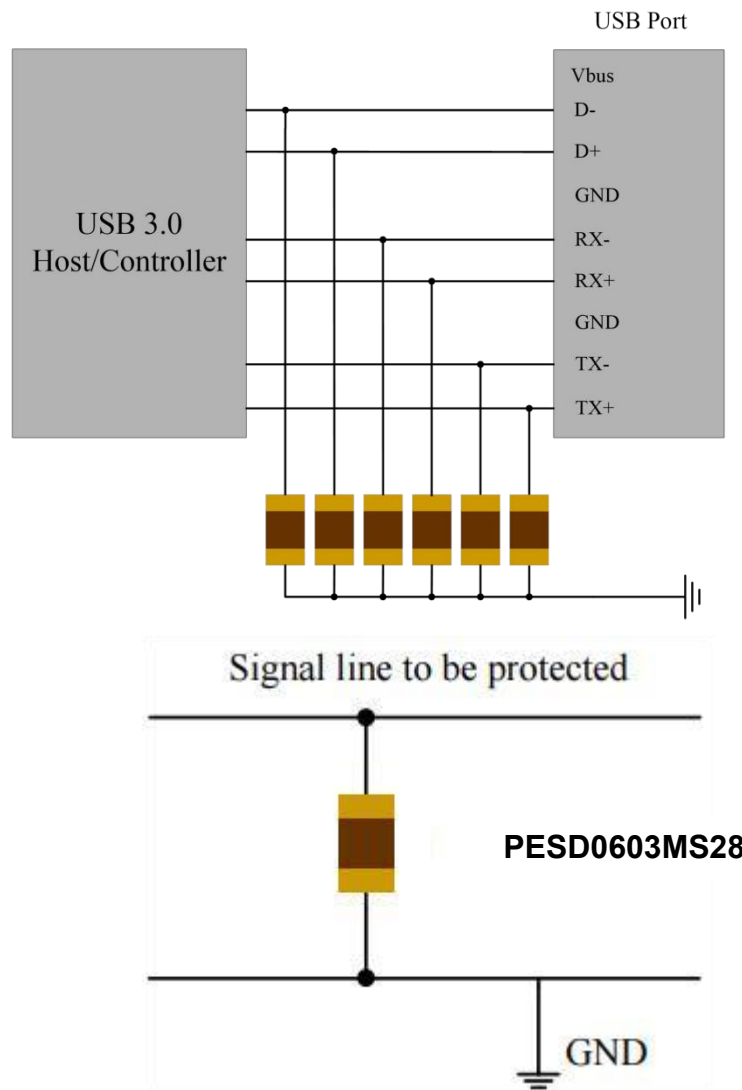 USB Port
Vbus
D-
D+
GND
USB 3.0
Host/Controller
RX-
RX+
GND
TX-
TX+
Signal line to be protected
PESD0603MS28
GND